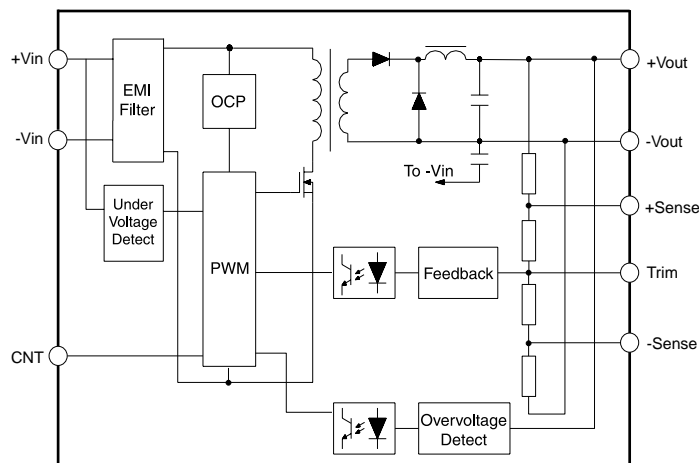 +Vin
EMI
Filter
OCP
+Vout
-Vin
-Vout
To -Vin
Under
Voltage
Detect
+Sense
PWM
Feedback
Trim
CNT
-Sense
Overvoltage
Detect